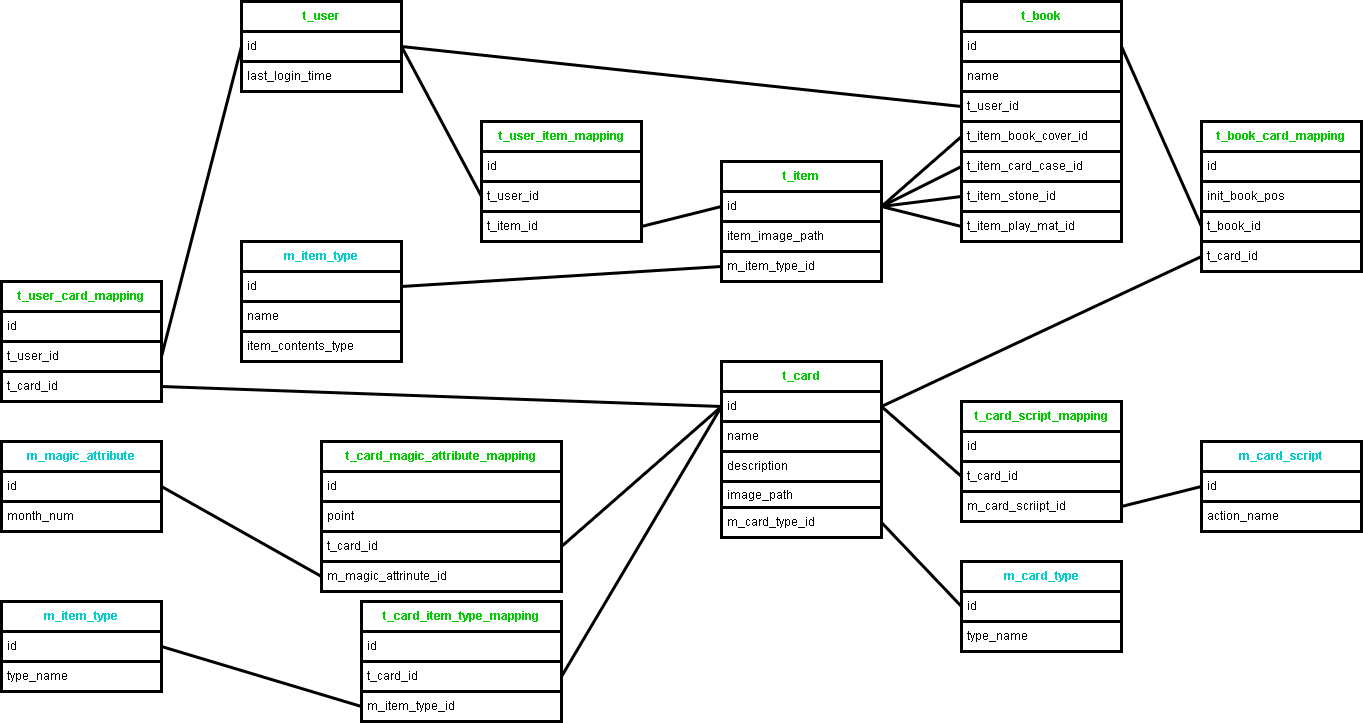 t_user
id
last_login_time
t_book
id
name
t_user_id
t_item_book_cover_id
t_item_card_case_id
t_item_stone_id
t_item_play_mat_id
t_user_item_mapping
id
t_user_id
t_item_id
t_item
id
item_image_path
m_item_type_id
t_book_card_mapping
id
init_book_pos
t_book_id
t_card_id
m_item_type
id
name
item_contents_type
t_user_card_mapping
id
t_user_id
t_card_id
t_card
id
name
description
image_path
m_card_type_id
t_card_script_mapping
id
t_card_id
m_card_scriipt_id
m_magic_attribute
id
month_num
t_card_magic_attribute_mapping
id
point
t_card_id
m_magic_attrinute_id
m_card_script
id
action_name
m_card_type
id
type_name
m_item_type
id
type_name
t_card_item_type_mapping
id
t_card_id
m_item_type_id